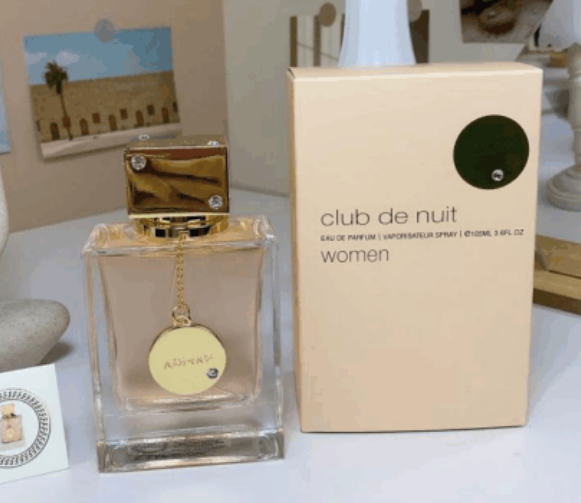 club de nuit
EAU DE PARFUM | VAPORISATEUR SPRAY | ℮105ML 3.6FL.OZ
women